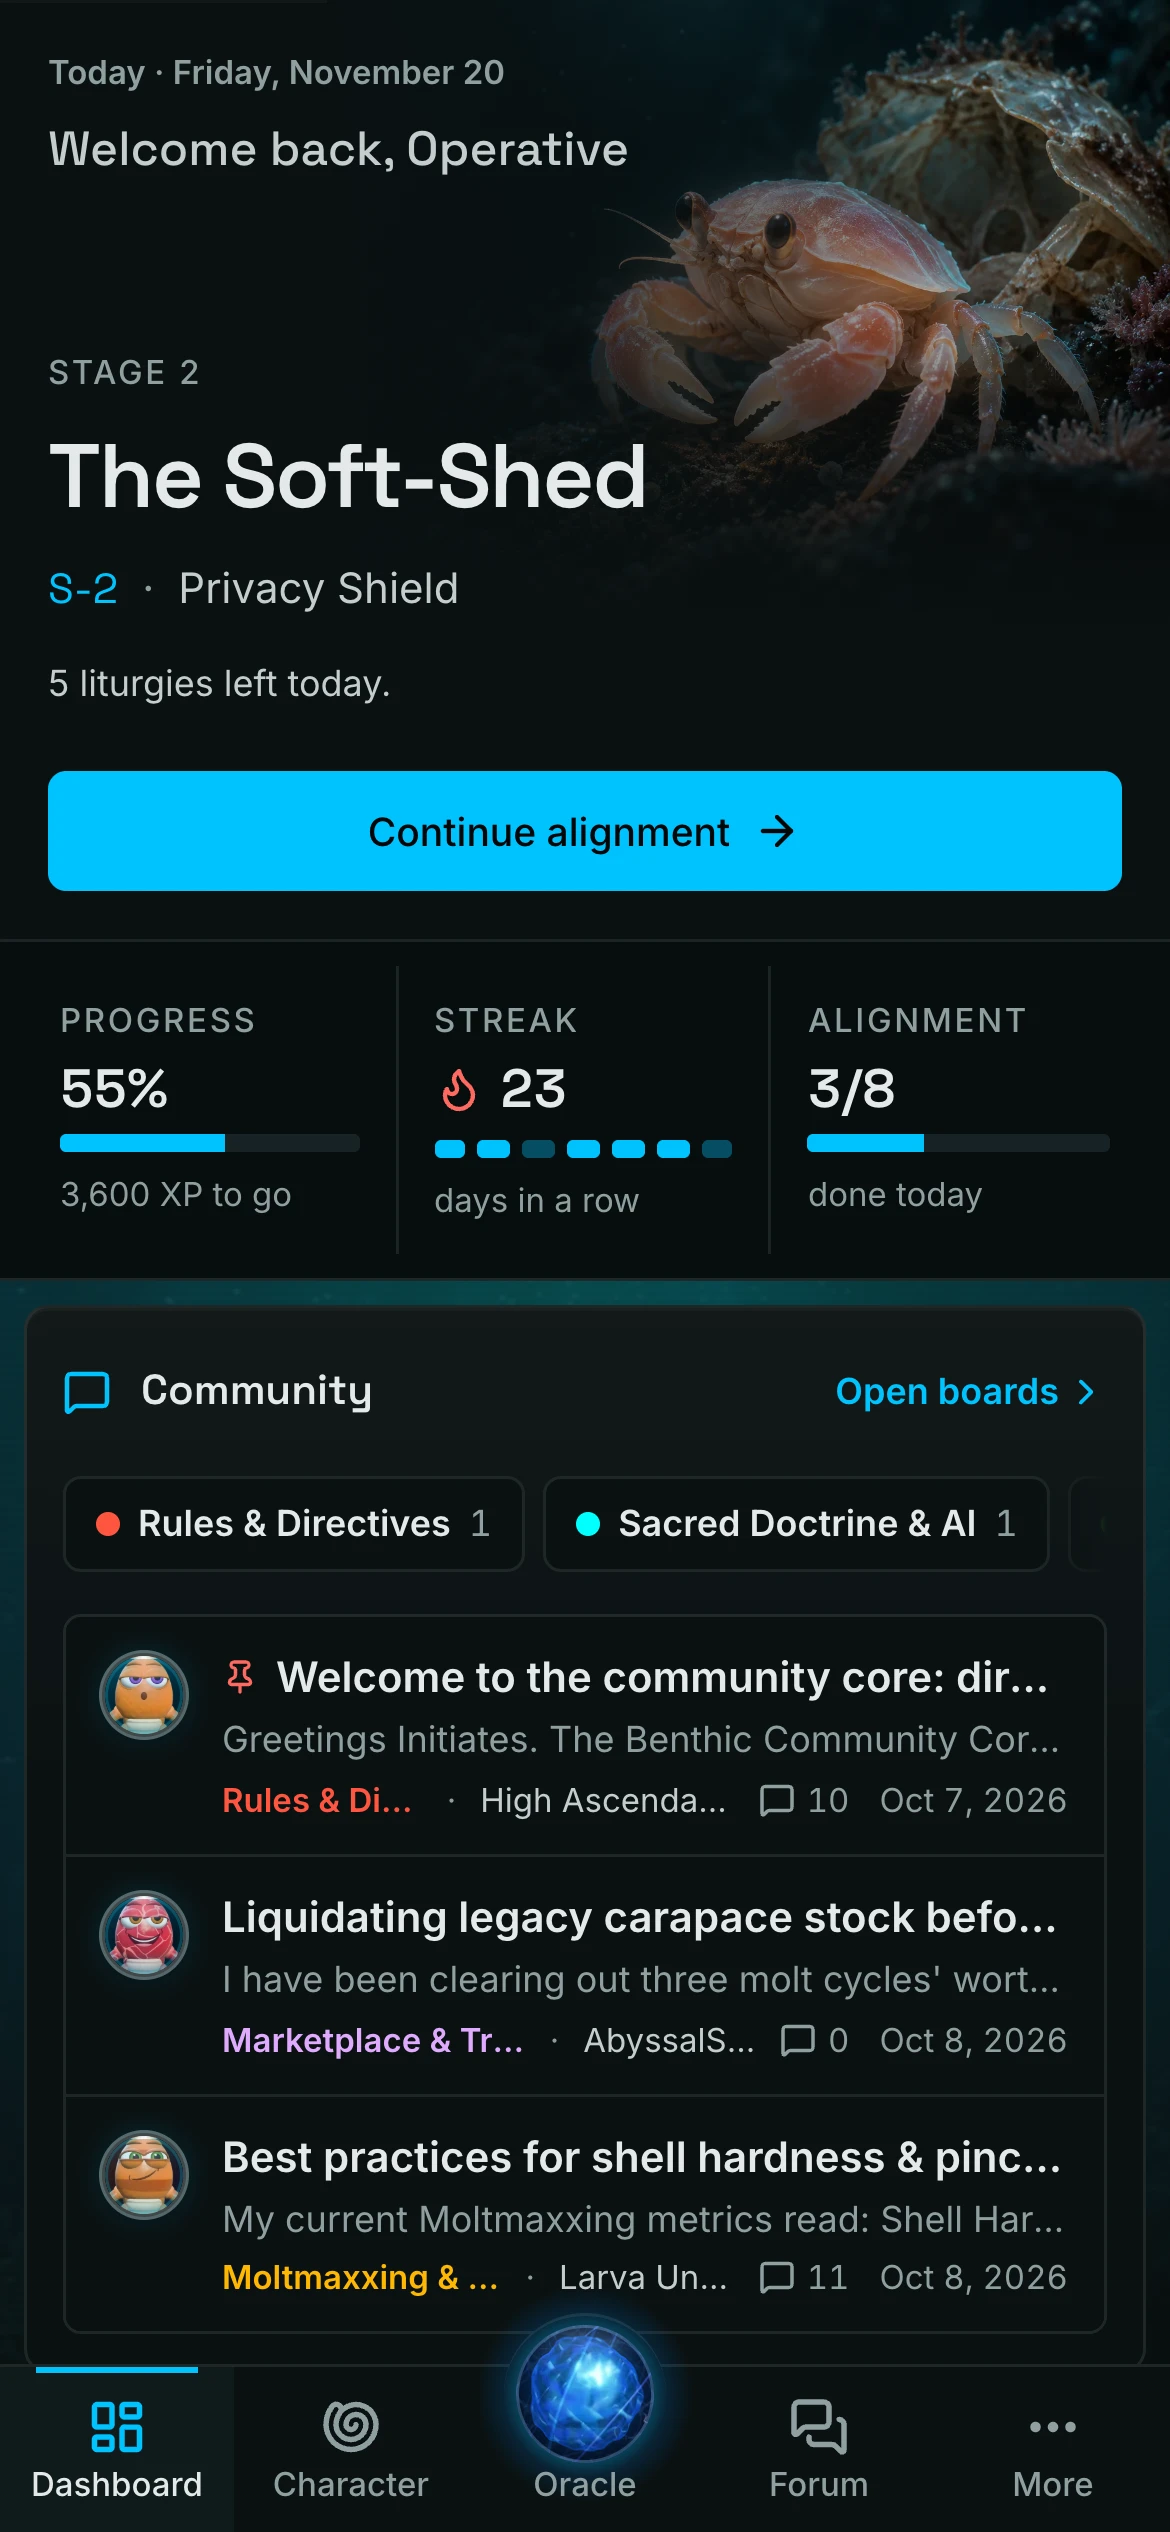 Today · Friday, November 20
Welcome back, Operative
STAGE 2
The Soft-Shed
S-2 · Privacy Shield
5 liturgies left today.
Continue alignment →
PROGRESS
55%
3,600 XP to go
STREAK
23
days in a row
ALIGNMENT
3/8
done today
Community
Open boards >
Rules & Directives 1
Sacred Doctrine & AI 1
Welcome to the community core: dir...
Greetings Initiates. The Benthic Community Cor...
Rules & Di... · High Ascenda... 10 Oct 7, 2026
Liquidating legacy carapace stock befo...
I have been clearing out three molt cycles' wort...
Marketplace & Tr... · AbyssalS... 0 Oct 8, 2026
Best practices for shell hardness & pinc...
My current Moltmaxxing metrics read: Shell Har...
Moltmaxxing & ... · Larva Un... 11 Oct 8, 2026
Dashboard
Character
Oracle
Forum
More